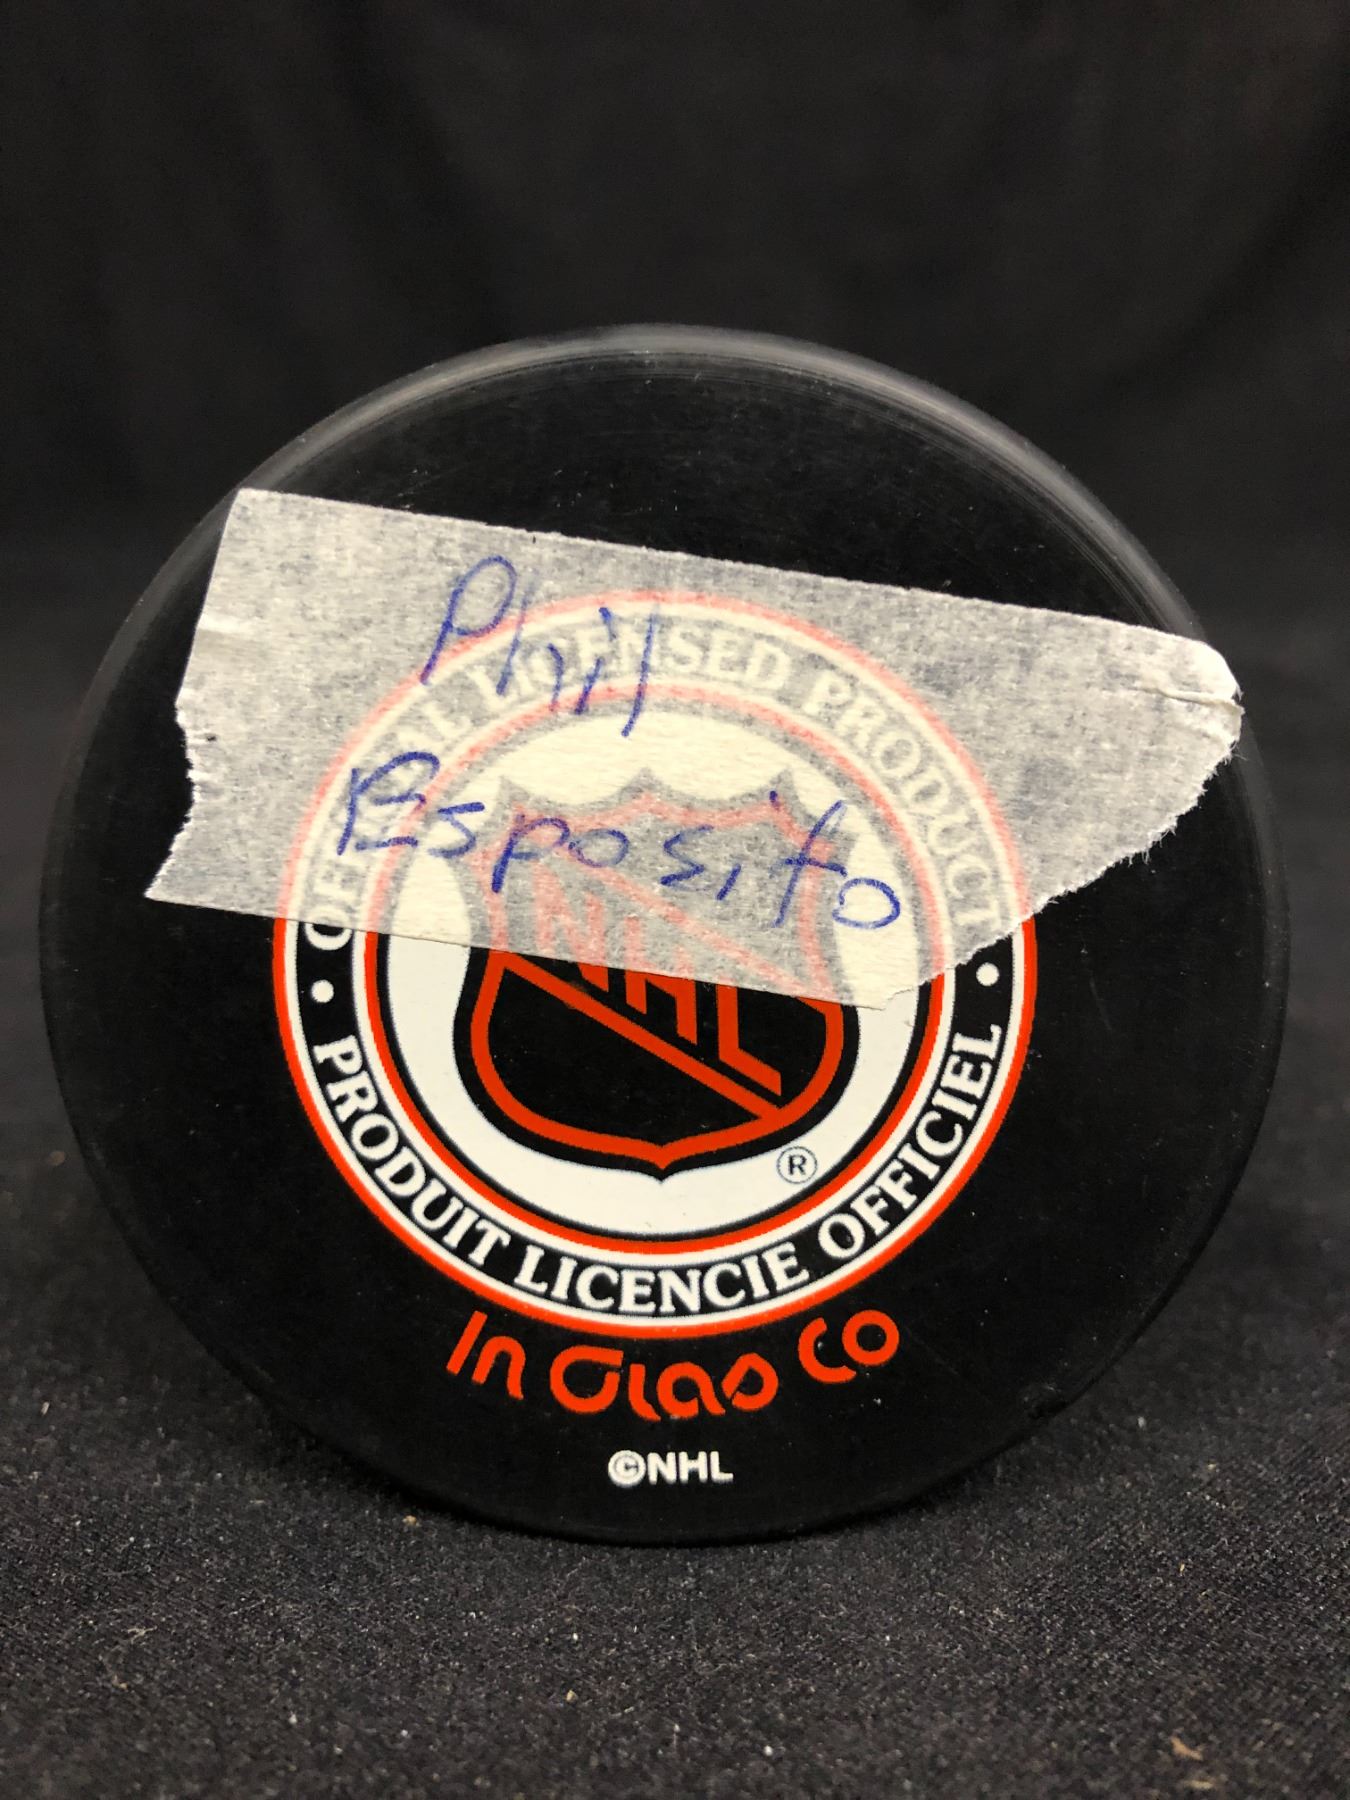 Phil
Esposito
OFFICIAL LICENSED PRODUCT
NHL
®
• PRODUIT LICENCIE OFFICIEL •
In Glas Co
©NHL